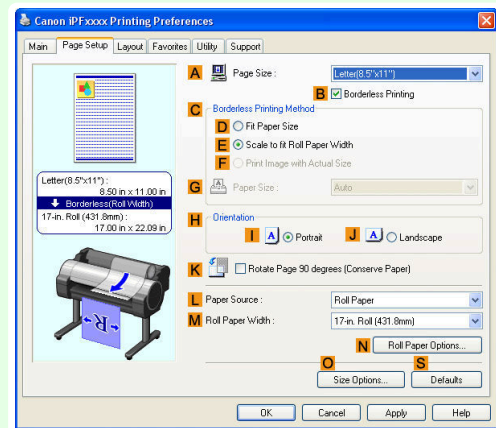 Canon iPFxxxx Printing Preferences
Main Page Setup Layout Favorites Utility Support
A Page Size : Letter(8.5"x11")
B Borderless Printing
C Borderless Printing Method
D Fit Paper Size
E Scale to fit Roll Paper Width
F Print Image with Actual Size
G Paper Size : Auto
Letter(8.5"x11") :
8.50 in x 11.00 in
Borderless(Roll Width)
17-in. Roll (431.8mm) :
17.00 in x 22.09 in
H Orientation
I A Portrait J A Landscape
K Rotate Page 90 degrees (Conserve Paper)
L Paper Source : Roll Paper
M Roll Paper Width : 17-in. Roll (431.8mm)
N Roll Paper Options...
O S
Size Options... Defaults
R
OK Cancel Apply Help